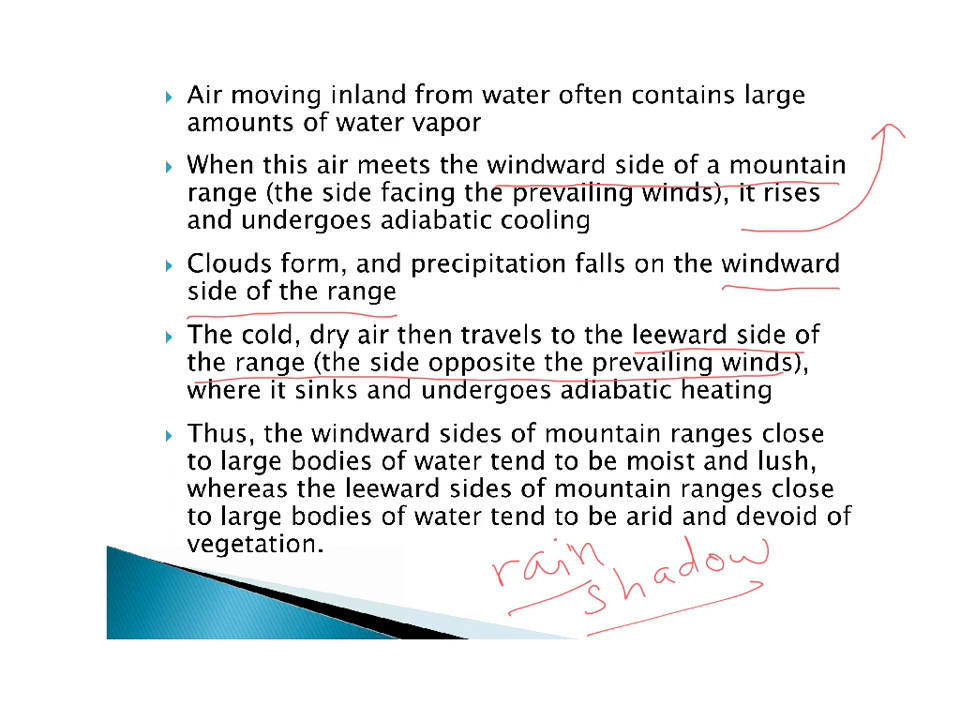 Air moving inland from water often contains large
amounts of water vapor
When this air meets the windward side of a mountain
range (the side facing the prevailing winds), it rises
and undergoes adiabatic cooling
Clouds form, and precipitation falls on the windward
side of the range
The cold, dry air then travels to the leeward side of
the range (the side opposite the prevailing winds),
where it sinks and undergoes adiabatic heating
Thus, the windward sides of mountain ranges close
to large bodies of water tend to be moist and lush,
whereas the leeward sides of mountain ranges close
to large bodies of water tend to be arid and devoid of
vegetation.
rain
shadow